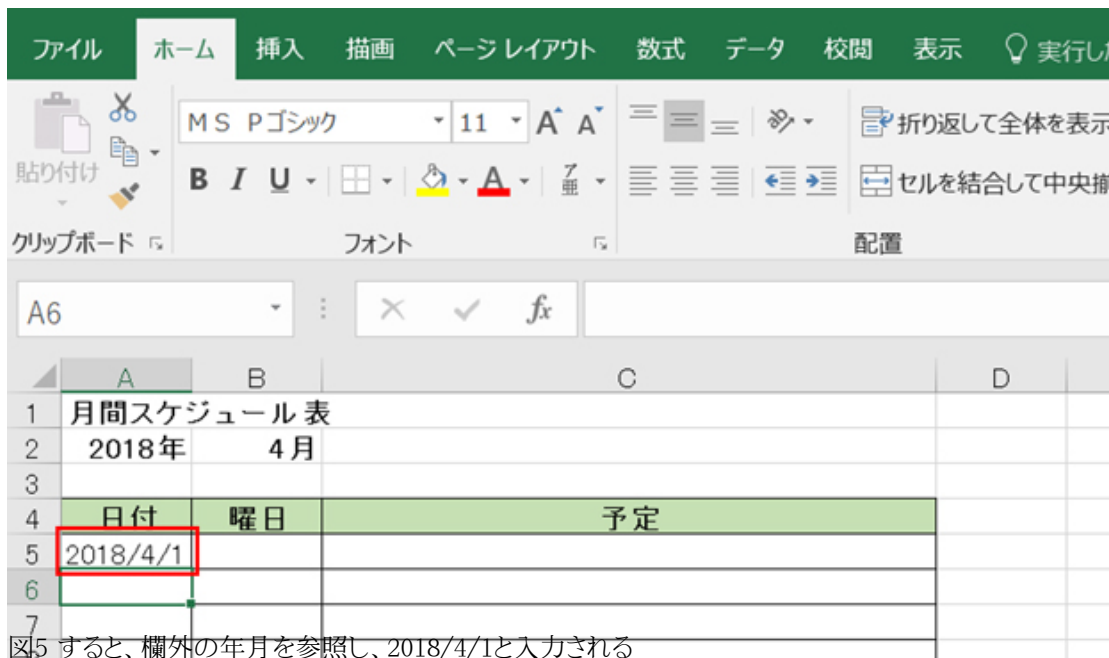 ファイル ホーム 挿入 描画 ページ レイアウト 数式 データ 校閲 表示 実行し
ＭＳ Ｐゴシック 11 A A 折り返して全体を表示
貼り付け B I U A ア亜 セルを結合して中央揃
クリップボード フォント 配置
A6 fx
A B C D
1 月間スケジュール表
2 2018年 4月
3
4 日付 曜日 予定
5 2018/4/1
6
7
図5 すると、欄外の年月を参照し、2018/4/1と入力される